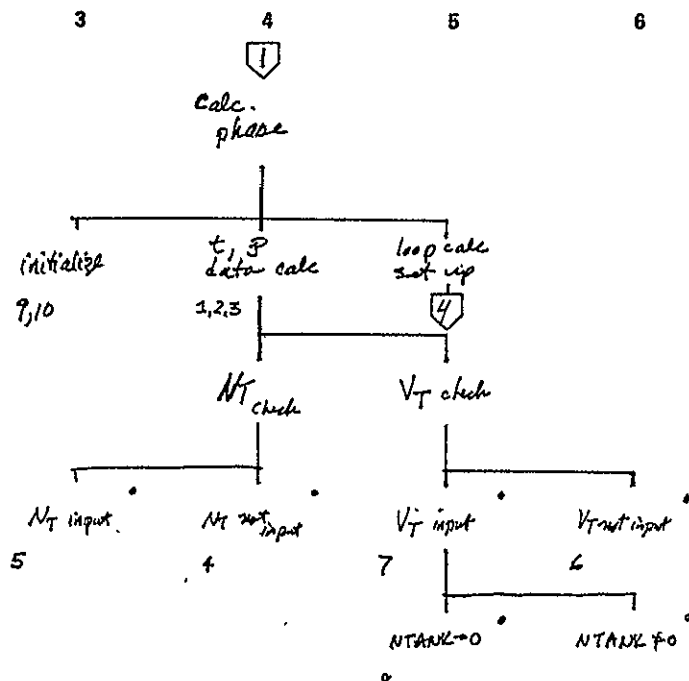 3 4 5 6
1
Calc.
phase
initialize
t, P
data calc
loop calc
set up
9,10
1,2,3
4
NT check
VT check
NT input
NT not input
VT input
VT not input
5
4
7
6
NTANK=0
NTANK≠0